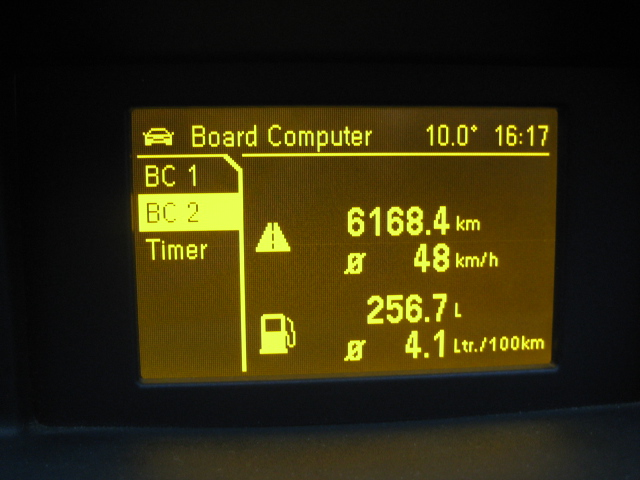 Board Computer 10.0° 16:17
BC 1
BC 2
Timer
6168.4 km
Ø 48 km/h
256.7 L
Ø 4.1 Ltr./100km